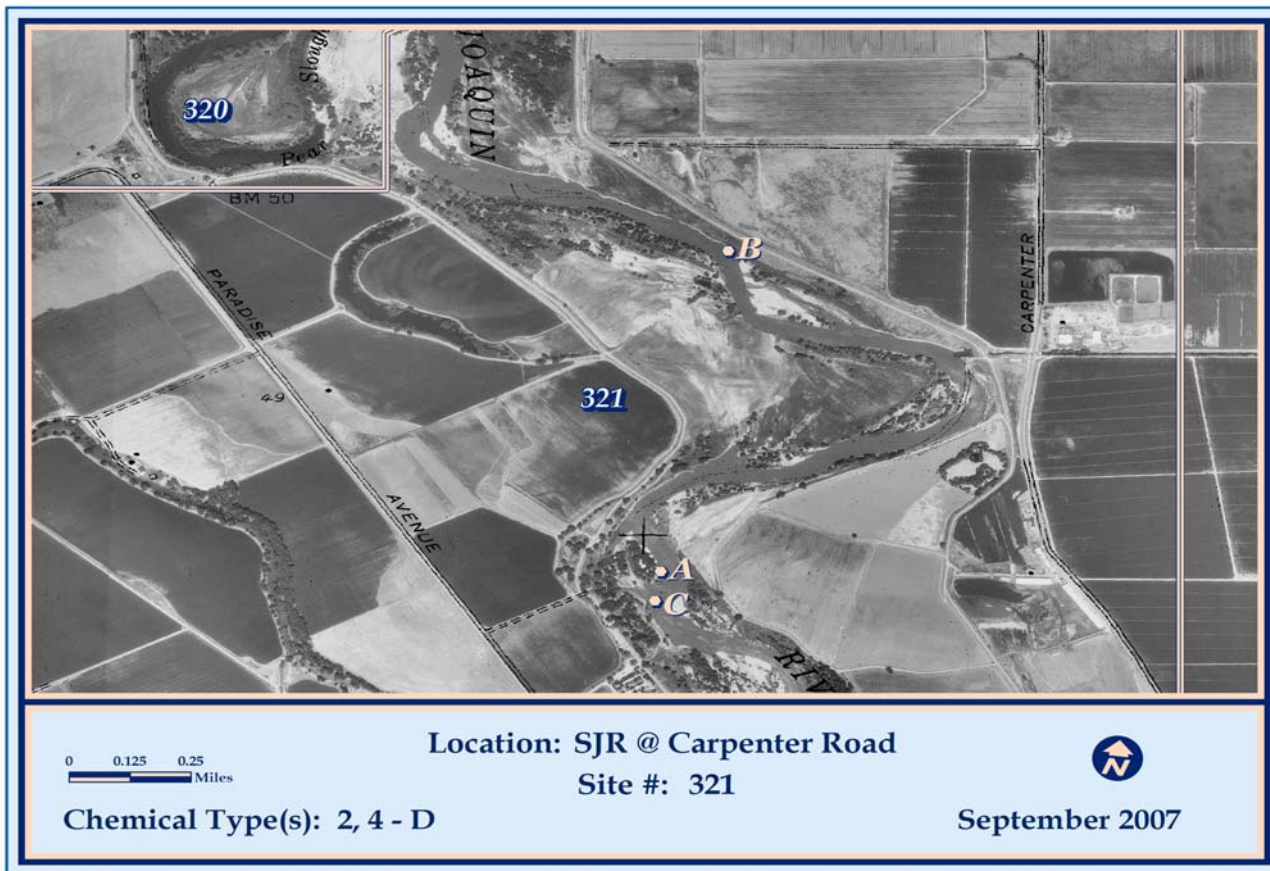 JOAQUIN
Slough
320
Pear
BM 50
B
PARADISE
CARPENTER
321
49
AVENUE
A
C
RIV
0 0.125 0.25
Miles
Location: SJR @ Carpenter Road
Site #: 321
N
Chemical Type(s): 2, 4 - D
September 2007